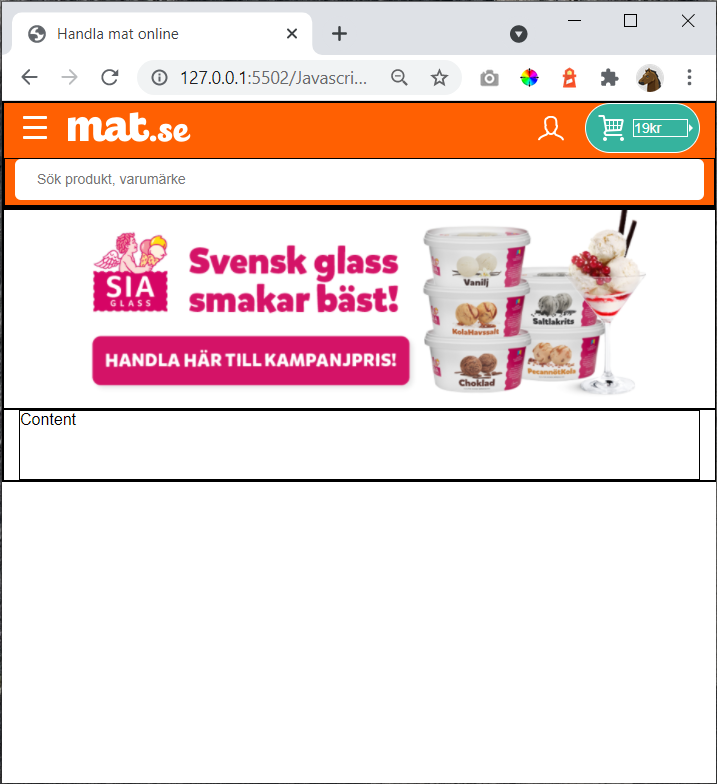 Handla mat online
127.0.0.1:5502/Javascri...
mat.se
19kr
Sök produkt, varumärke
SIA
GLASS
Svensk glass
smakar bäst!
HANDLA HÄR TILL KAMPANJPRIS!
Vanilj
KolaHavssalt
Saltlakrits
Choklad
PecannötKola
Content